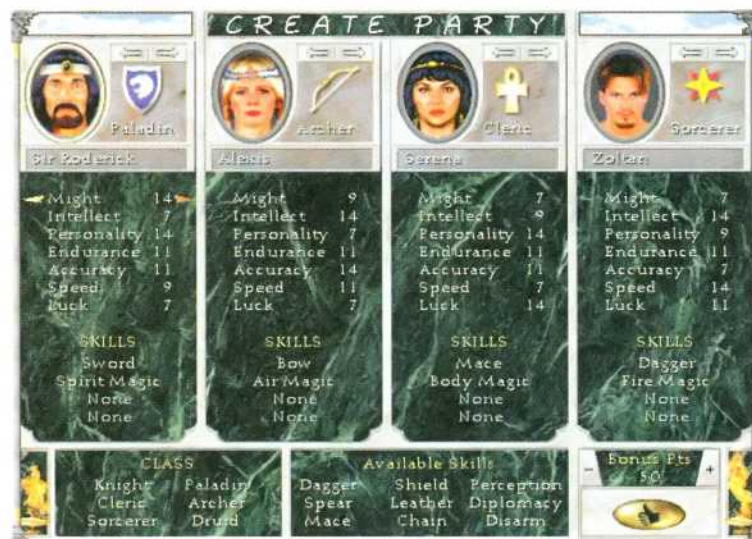 CREATE PARTY
Paladin
Sir Roderick
Might 14
Intellect 7
Personality 14
Endurance 11
Accuracy 11
Speed 9
Luck 7
SKILLS
Sword
Spirit Magic
None
None
Archer
Alexis
Might 9
Intellect 14
Personality 7
Endurance 11
Accuracy 14
Speed 11
Luck 7
SKILLS
Bow
Air Magic
None
None
Cleric
Serena
Might 7
Intellect 9
Personality 14
Endurance 11
Accuracy 11
Speed 7
Luck 14
SKILLS
Mace
Body Magic
None
None
Sorcerer
Zoltan
Might 7
Intellect 14
Personality 9
Endurance 11
Accuracy 7
Speed 14
Luck 11
SKILLS
Dagger
Fire Magic
None
None
CLASS
Knight Paladin
Cleric Archer
Sorcerer Druid
Available Skills
Dagger Shield Perception
Spear Leather Diplomacy
Mace Chain Disarm
Bonus Pts
- 50 +